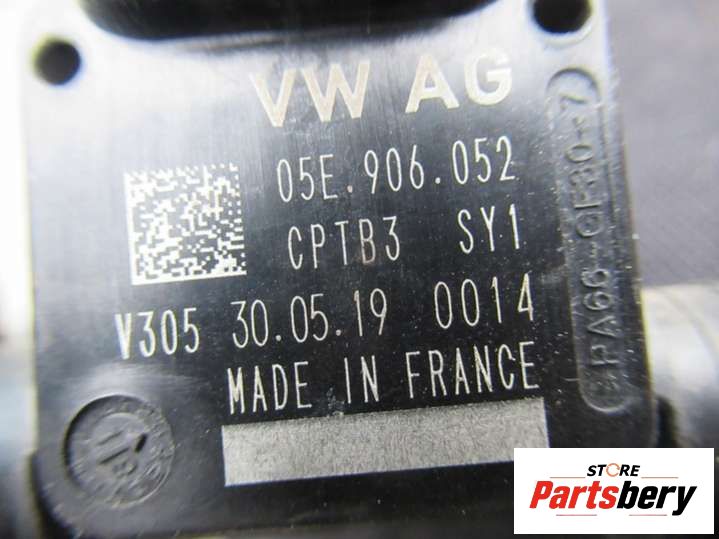 VW AG
05E.906.052
CPTB3 SY1
V305 30.05.19 0014
MADE IN FRANCE
>PA66-GF30<
STORE
Partsbery